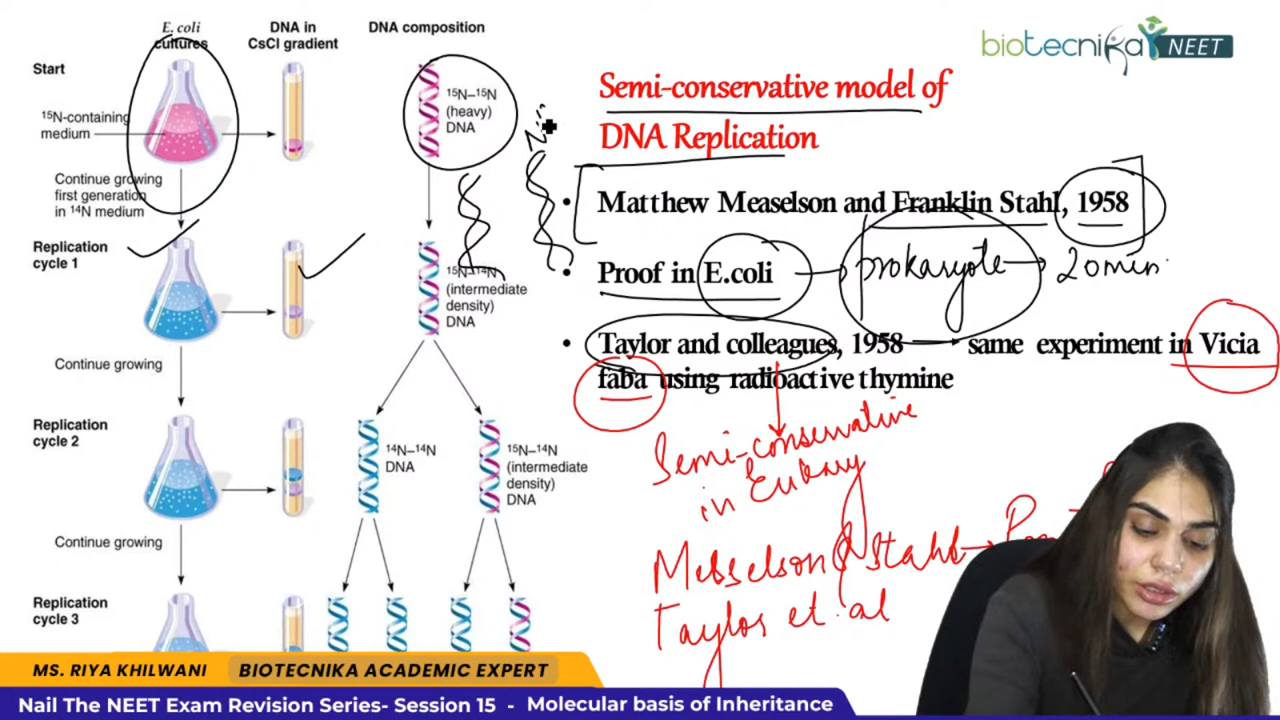 E. coli
cultures
DNA in
CsCl gradient
DNA composition
biotecnika NEET
Start
¹⁵N-containing
medium
¹⁵N–¹⁵N
(heavy)
DNA
Continue growing
first generation
in ¹⁴N medium
Replication
cycle 1
¹⁵N–¹⁴N
(intermediate
density)
DNA
Continue growing
Replication
cycle 2
¹⁴N–¹⁴N
DNA
¹⁵N–¹⁴N
(intermediate
density)
DNA
Continue growing
Replication
cycle 3
Semi-conservative model of
DNA Replication
• Matthew Measelson and Franklin Stahl, 1958
• Proof in E.coli → prokaryote → 20 min.
• Taylor and colleagues, 1958 → same experiment in Vicia
faba using radioactive thymine
Semi-conservative
in Eukary
Messelson & Stahl →
Taylor et. al
MS. RIYA KHILWANI BIOTECNIKA ACADEMIC EXPERT
Nail The NEET Exam Revision Series- Session 15 - Molecular basis of Inheritance